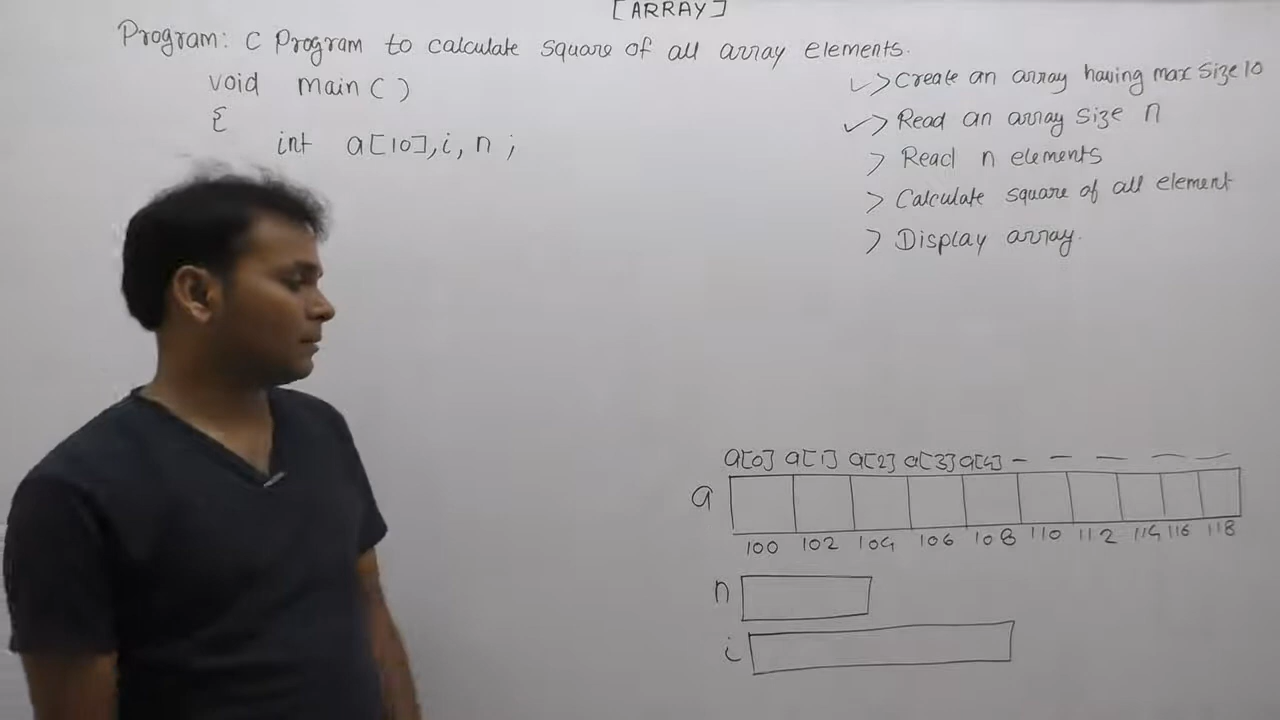 [ARRAY]
Program: C Program to calculate square of all array elements.
void main ( )
{
int a[10], i, n ;
✓> Create an array having max size 10
✓> Read an array size n
> Read n elements
> Calculate square of all element
> Display array.
a[0] a[1] a[2] a[3] a[4] - - - - -
a
100 102 104 106 108 110 112 114 116 118
n
i